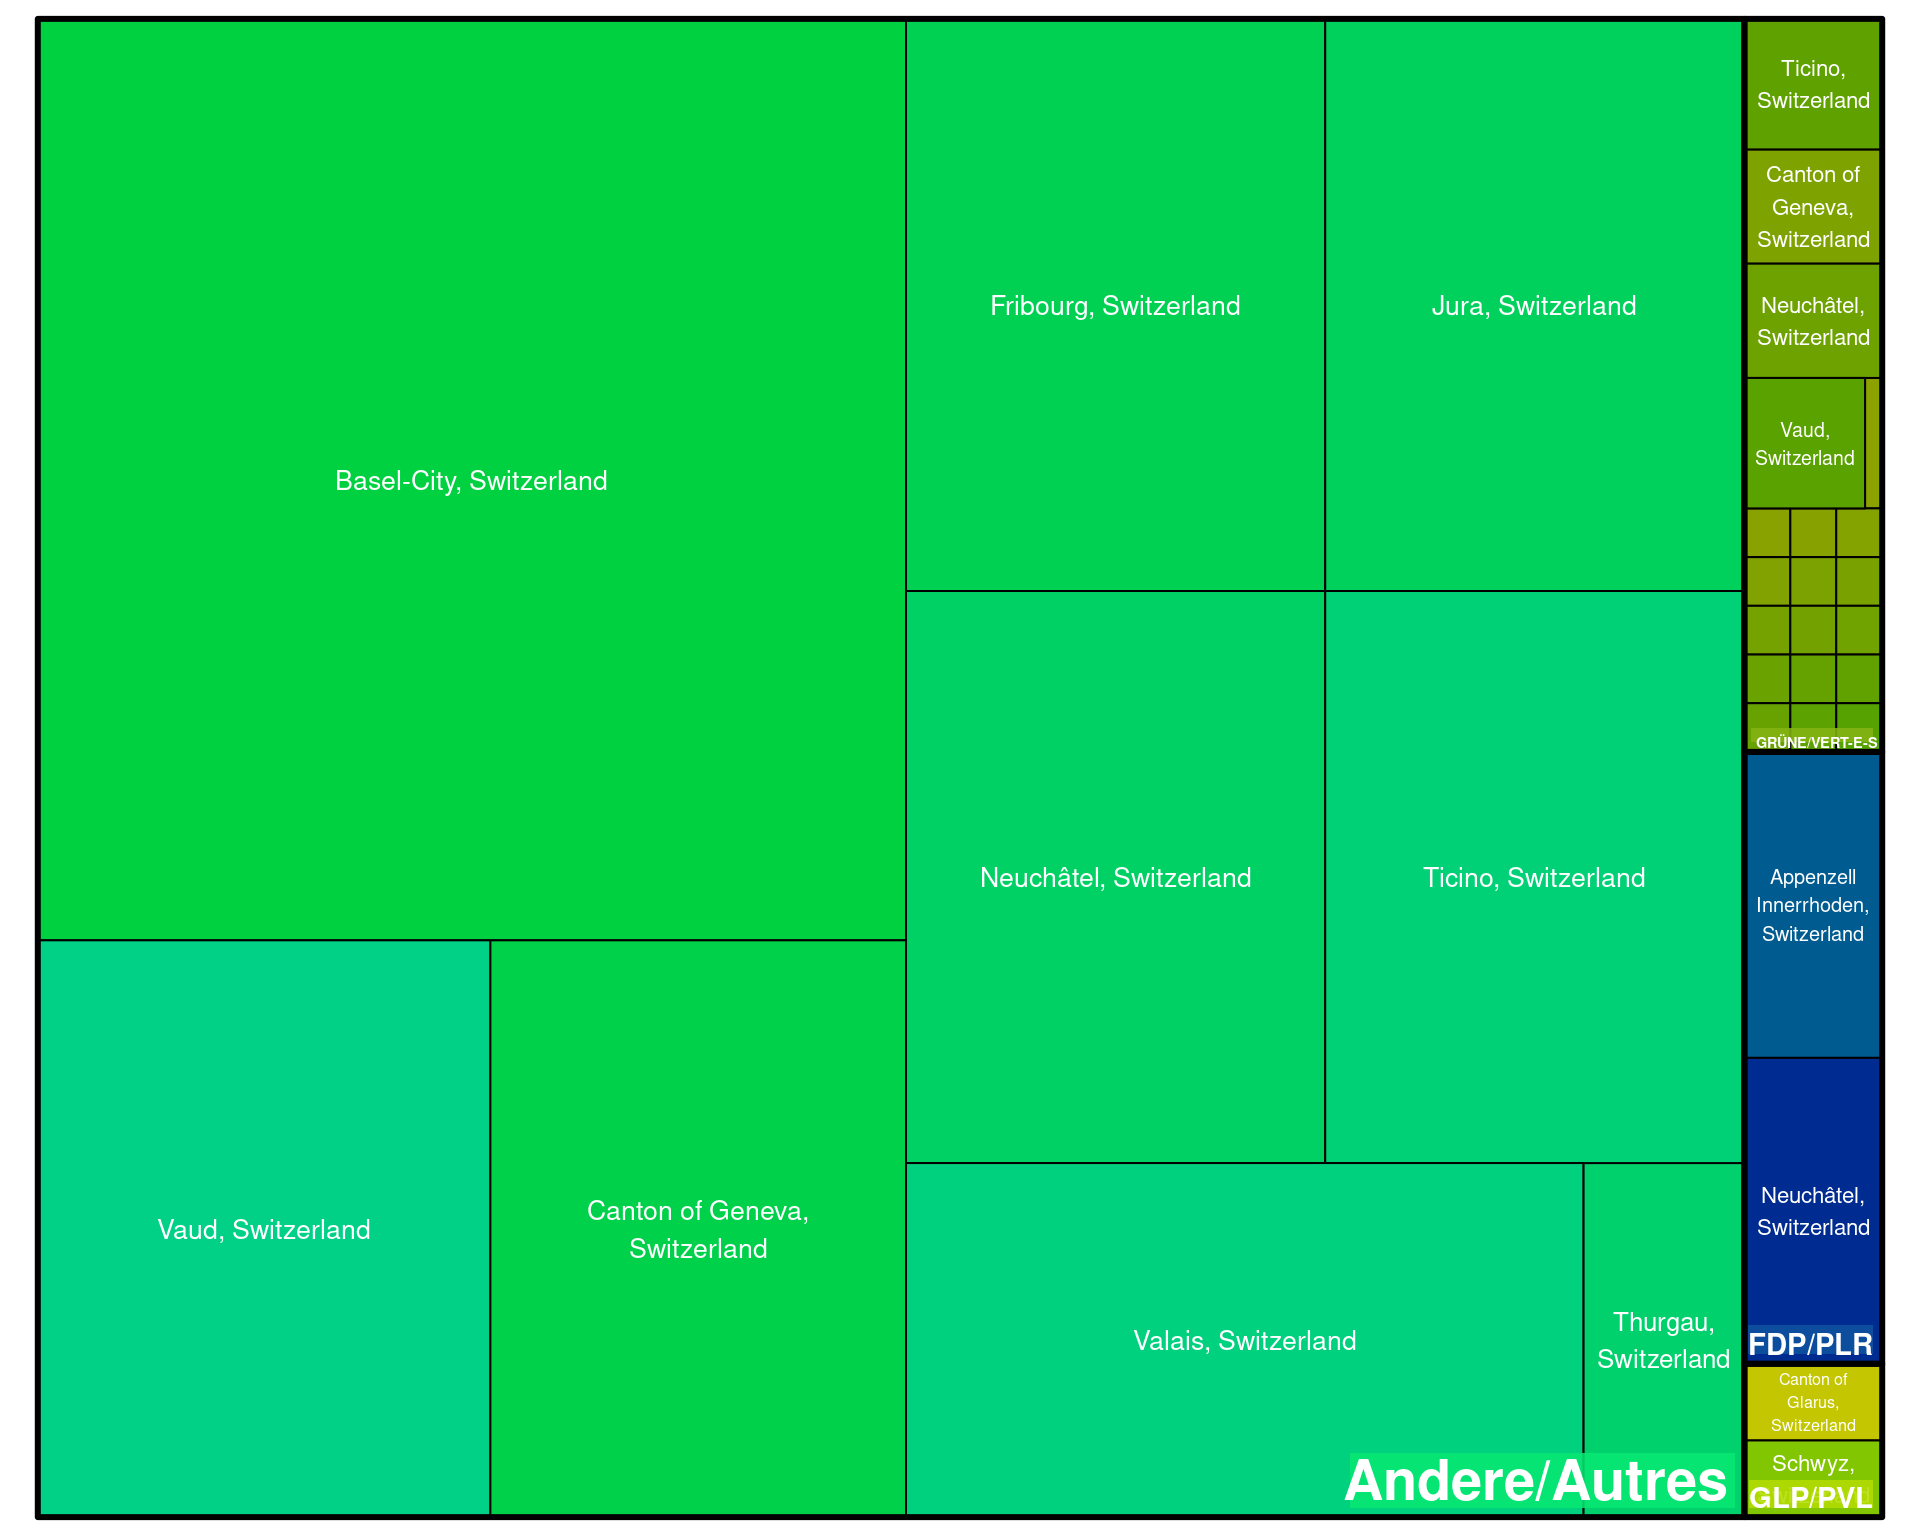 Basel-City, Switzerland
Fribourg, Switzerland
Jura, Switzerland
Neuchâtel, Switzerland
Ticino, Switzerland
Vaud, Switzerland
Canton of Geneva,
Switzerland
Valais, Switzerland
Thurgau,
Switzerland
Andere/Autres
Ticino,
Switzerland
Canton of
Geneva,
Switzerland
Neuchâtel,
Switzerland
Vaud,
Switzerland
GRÜNE/VERT-E-S
Appenzell
Innerrhoden,
Switzerland
Neuchâtel,
Switzerland
FDP/PLR
Canton of
Glarus,
Switzerland
Schwyz,
GLP/PVL